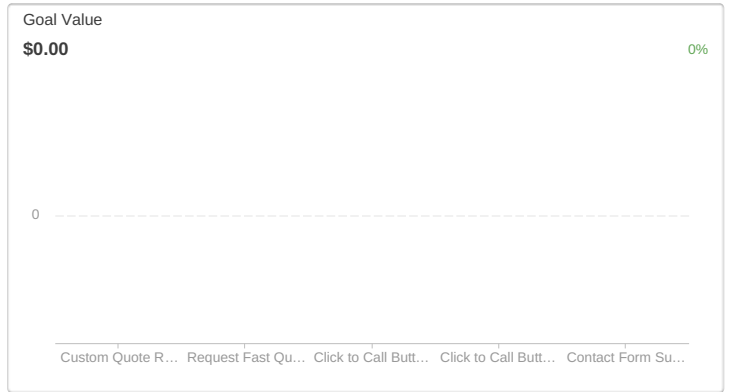 Goal Value
$0.00 0%
0
Custom Quote R… Request Fast Qu… Click to Call Butt… Click to Call Butt… Contact Form Su…